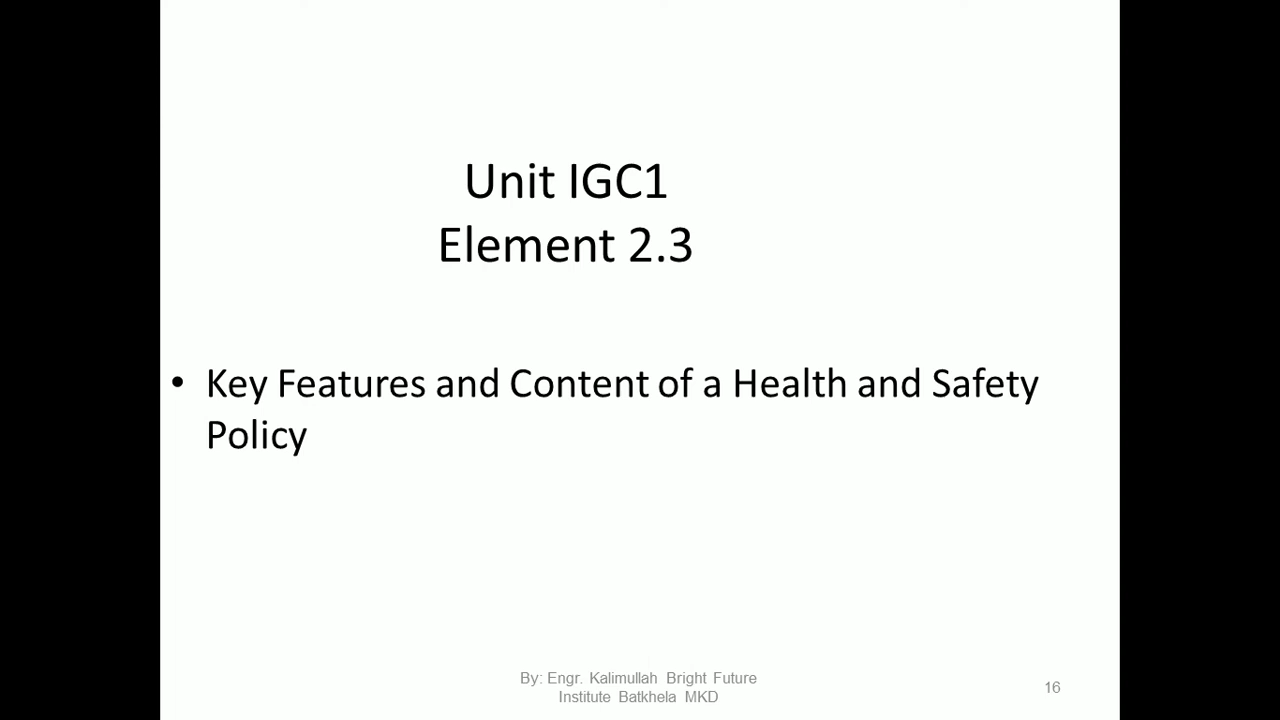 Unit IGC1
Element 2.3
• Key Features and Content of a Health and Safety
Policy
By: Engr. Kalimullah Bright Future
Institute Batkhela MKD
16